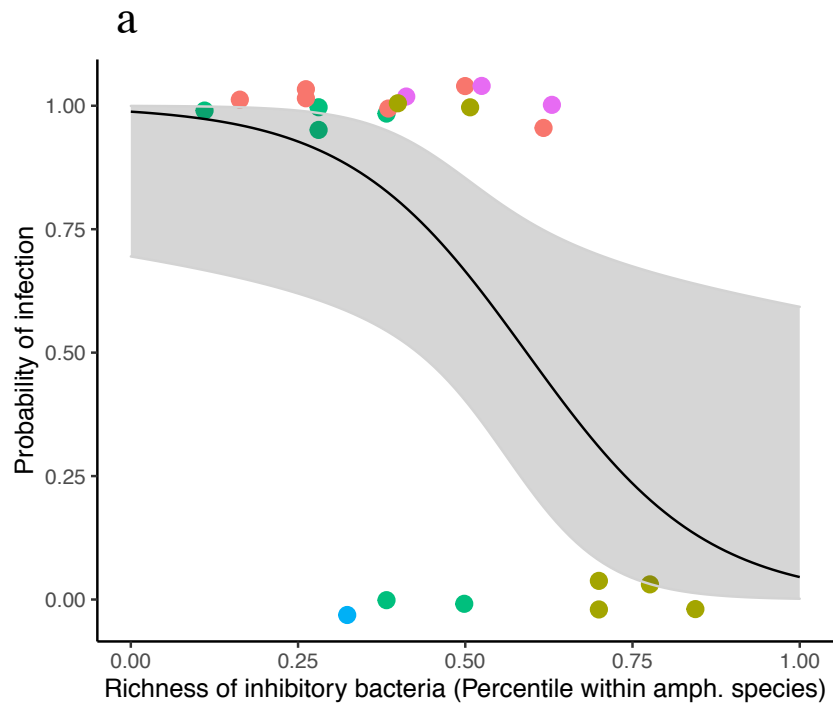 a
1.00
0.75
0.50
0.25
0.00
Probability of infection
0.00 0.25 0.50 0.75 1.00
Richness of inhibitory bacteria (Percentile within amph. species)